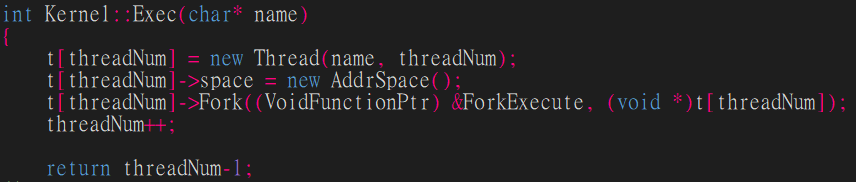 int Kernel::Exec(char* name)
{
t[threadNum] = new Thread(name, threadNum);
t[threadNum]->space = new AddrSpace();
t[threadNum]->Fork((VoidFunctionPtr) &ForkExecute, (void *)t[threadNum]);
threadNum++;
return threadNum-1;